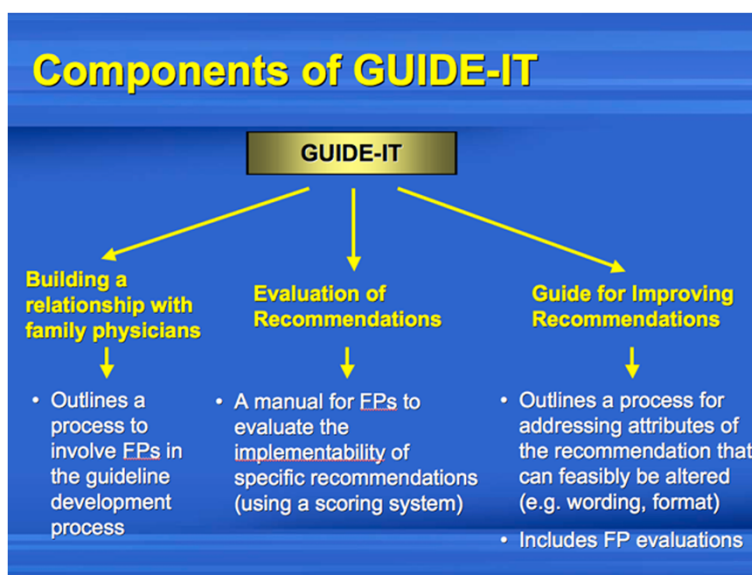 Components of GUIDE-IT
GUIDE-IT
Building a
relationship with
family physicians
• Outlines a
process to
involve FPs in
the guideline
development
process
Evaluation of
Recommendations
• A manual for FPs to
evaluate the
implementability of
specific recommendations
(using a scoring system)
Guide for Improving
Recommendations
• Outlines a process for
addressing attributes of
the recommendation that
can feasibly be altered
(e.g. wording, format)
• Includes FP evaluations